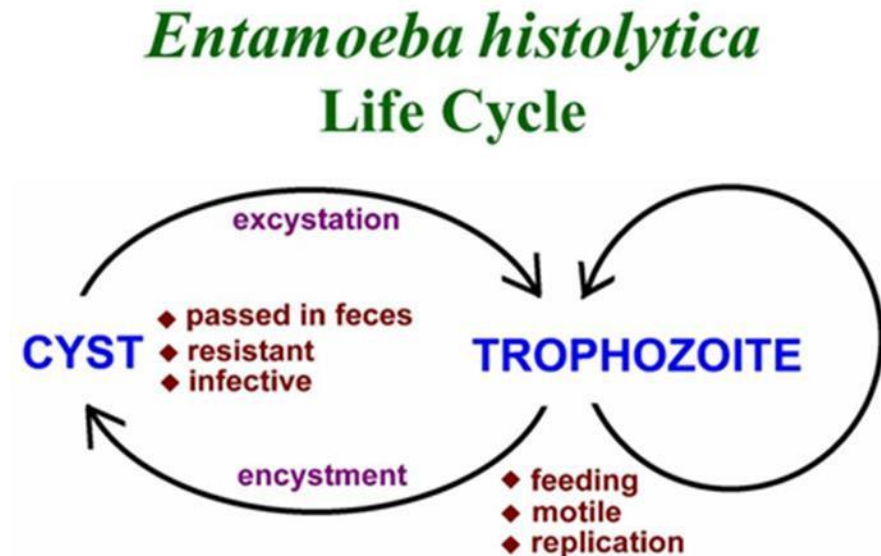 Entamoeba histolytica
Life Cycle
excystation
CYST
◆ passed in feces
◆ resistant
◆ infective
TROPHOZOITE
encystment
◆ feeding
◆ motile
◆ replication